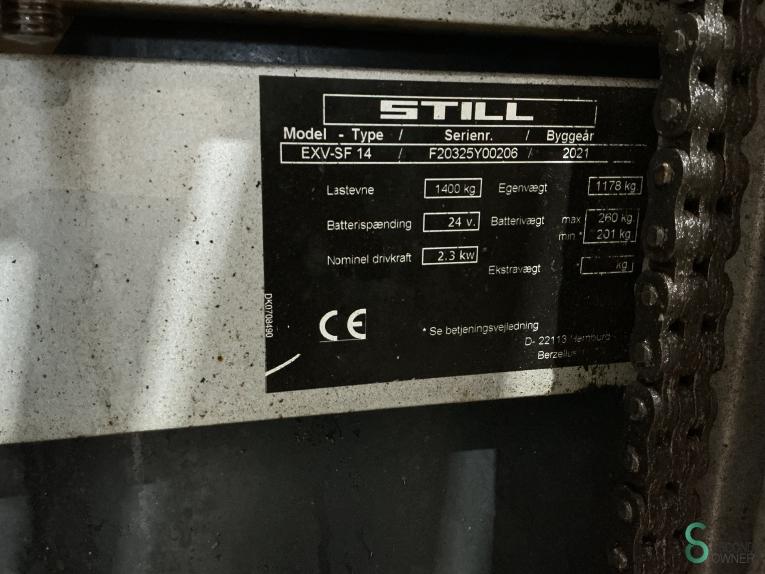 STILL
Model - Type / Serienr. / Byggeår
EXV-SF 14 / F20325Y00206 / 2021
Lastevne 1400 kg Egenvægt 1178 kg
Batterispænding 24 v. Batterivægt max 260 kg
min * 201 kg
Nominel drivkraft 2.3 kw Ekstravægt kg
DK0708490
CE
* Se betjeningsvejledning
D- 22113 Hamburg
SECOND
OWNER